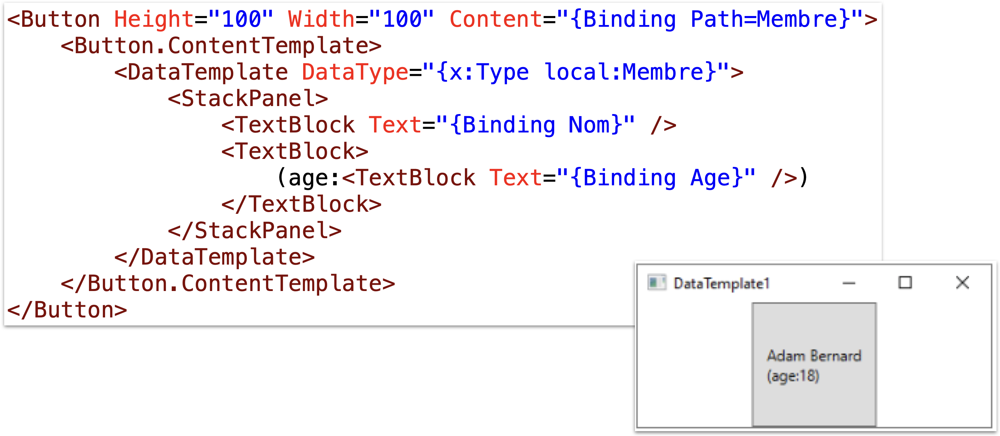 <Button Height="100" Width="100" Content="{Binding Path=Membre}">
    <Button.ContentTemplate>
        <DataTemplate DataType="{x:Type local:Membre}">
            <StackPanel>
                <TextBlock Text="{Binding Nom}" />
                <TextBlock>
                    (age:<TextBlock Text="{Binding Age}" />)
                </TextBlock>
            </StackPanel>
        </DataTemplate>
    </Button.ContentTemplate>
</Button>
DataTemplate1
Adam Bernard
(age:18)